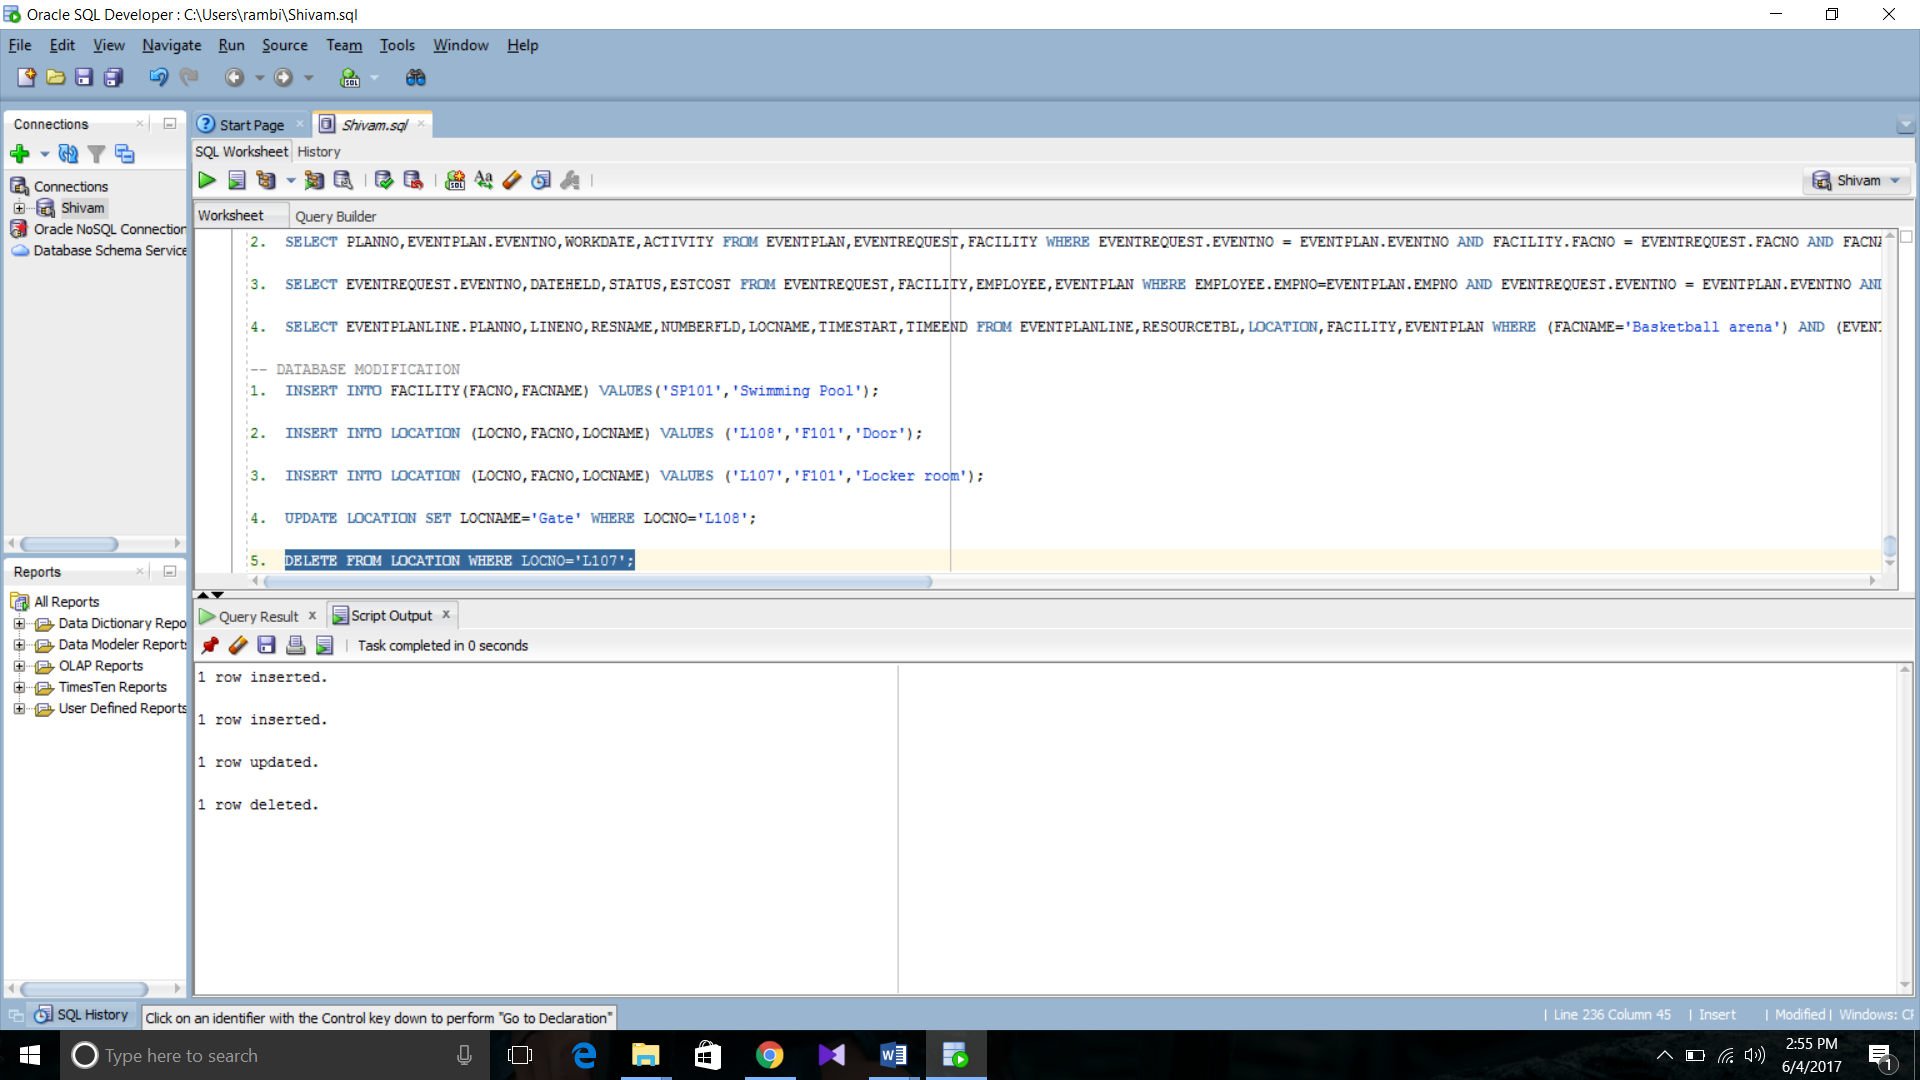 Oracle SQL Developer : C:\Users\rambi\Shivam.sql
File Edit View Navigate Run Source Team Tools Window Help
Connections
Start Page
Shivam.sql
SQL Worksheet History
Connections
Shivam
Oracle NoSQL Connection
Database Schema Service
Shivam
Worksheet Query Builder
2. SELECT PLANNO,EVENTPLAN.EVENTNO,WORKDATE,ACTIVITY FROM EVENTPLAN,EVENTREQUEST,FACILITY WHERE EVENTREQUEST.EVENTNO = EVENTPLAN.EVENTNO AND FACILITY.FACNO = EVENTREQUEST.FACNO AND FACNA
3. SELECT EVENTREQUEST.EVENTNO,DATEHELD,STATUS,ESTCOST FROM EVENTREQUEST,FACILITY,EMPLOYEE,EVENTPLAN WHERE EMPLOYEE.EMPNO=EVENTPLAN.EMPNO AND EVENTREQUEST.EVENTNO = EVENTPLAN.EVENTNO AND
4. SELECT EVENTPLANLINE.PLANNO,LINENO,RESNAME,NUMBERFLD,LOCNAME,TIMESTART,TIMEEND FROM EVENTPLANLINE,RESOURCETBL,LOCATION,FACILITY,EVENTPLAN WHERE (FACNAME='Basketball arena') AND (EVENT
-- DATABASE MODIFICATION
1. INSERT INTO FACILITY(FACNO,FACNAME) VALUES('SP101','Swimming Pool');
2. INSERT INTO LOCATION (LOCNO,FACNO,LOCNAME) VALUES ('L108','F101','Door');
3. INSERT INTO LOCATION (LOCNO,FACNO,LOCNAME) VALUES ('L107','F101','Locker room');
4. UPDATE LOCATION SET LOCNAME='Gate' WHERE LOCNO='L108';
5. DELETE FROM LOCATION WHERE LOCNO='L107';
Reports
All Reports
Data Dictionary Repo
Data Modeler Reports
OLAP Reports
TimesTen Reports
User Defined Reports
Query Result
Script Output
Task completed in 0 seconds
1 row inserted.
1 row inserted.
1 row updated.
1 row deleted.
SQL History
Click on an identifier with the Control key down to perform "Go to Declaration"
| Line 236 Column 45 | Insert | Modified | Windows: CF
Type here to search
2:55 PM
6/4/2017
1